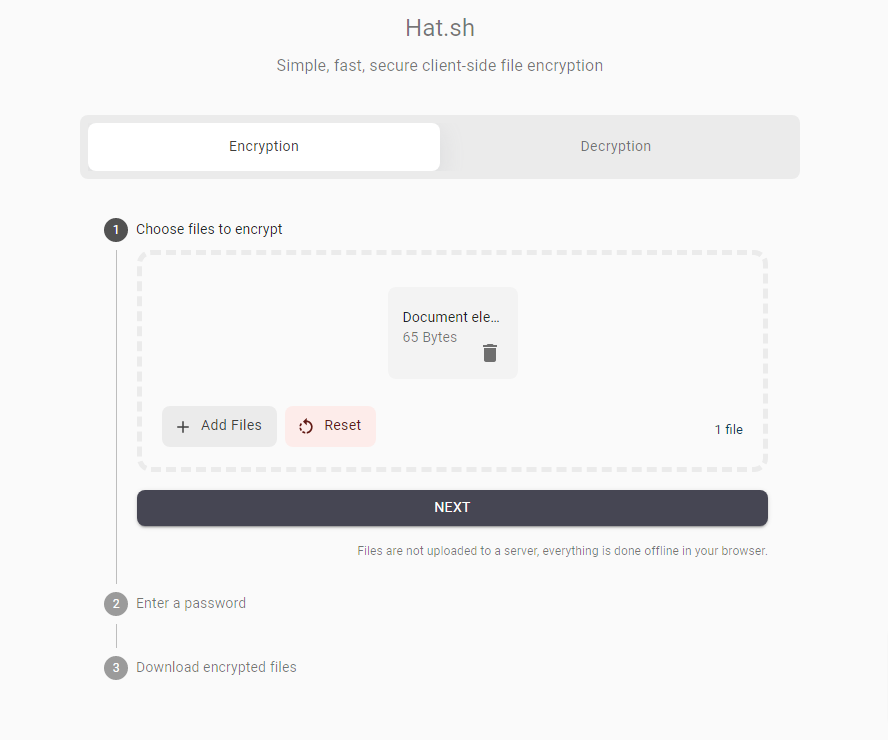 Hat.sh
Simple, fast, secure client-side file encryption
Encryption
Decryption
1
Choose files to encrypt
Document ele...
65 Bytes
Add Files
Reset
1 file
NEXT
Files are not uploaded to a server, everything is done offline in your browser.
2
Enter a password
3
Download encrypted files